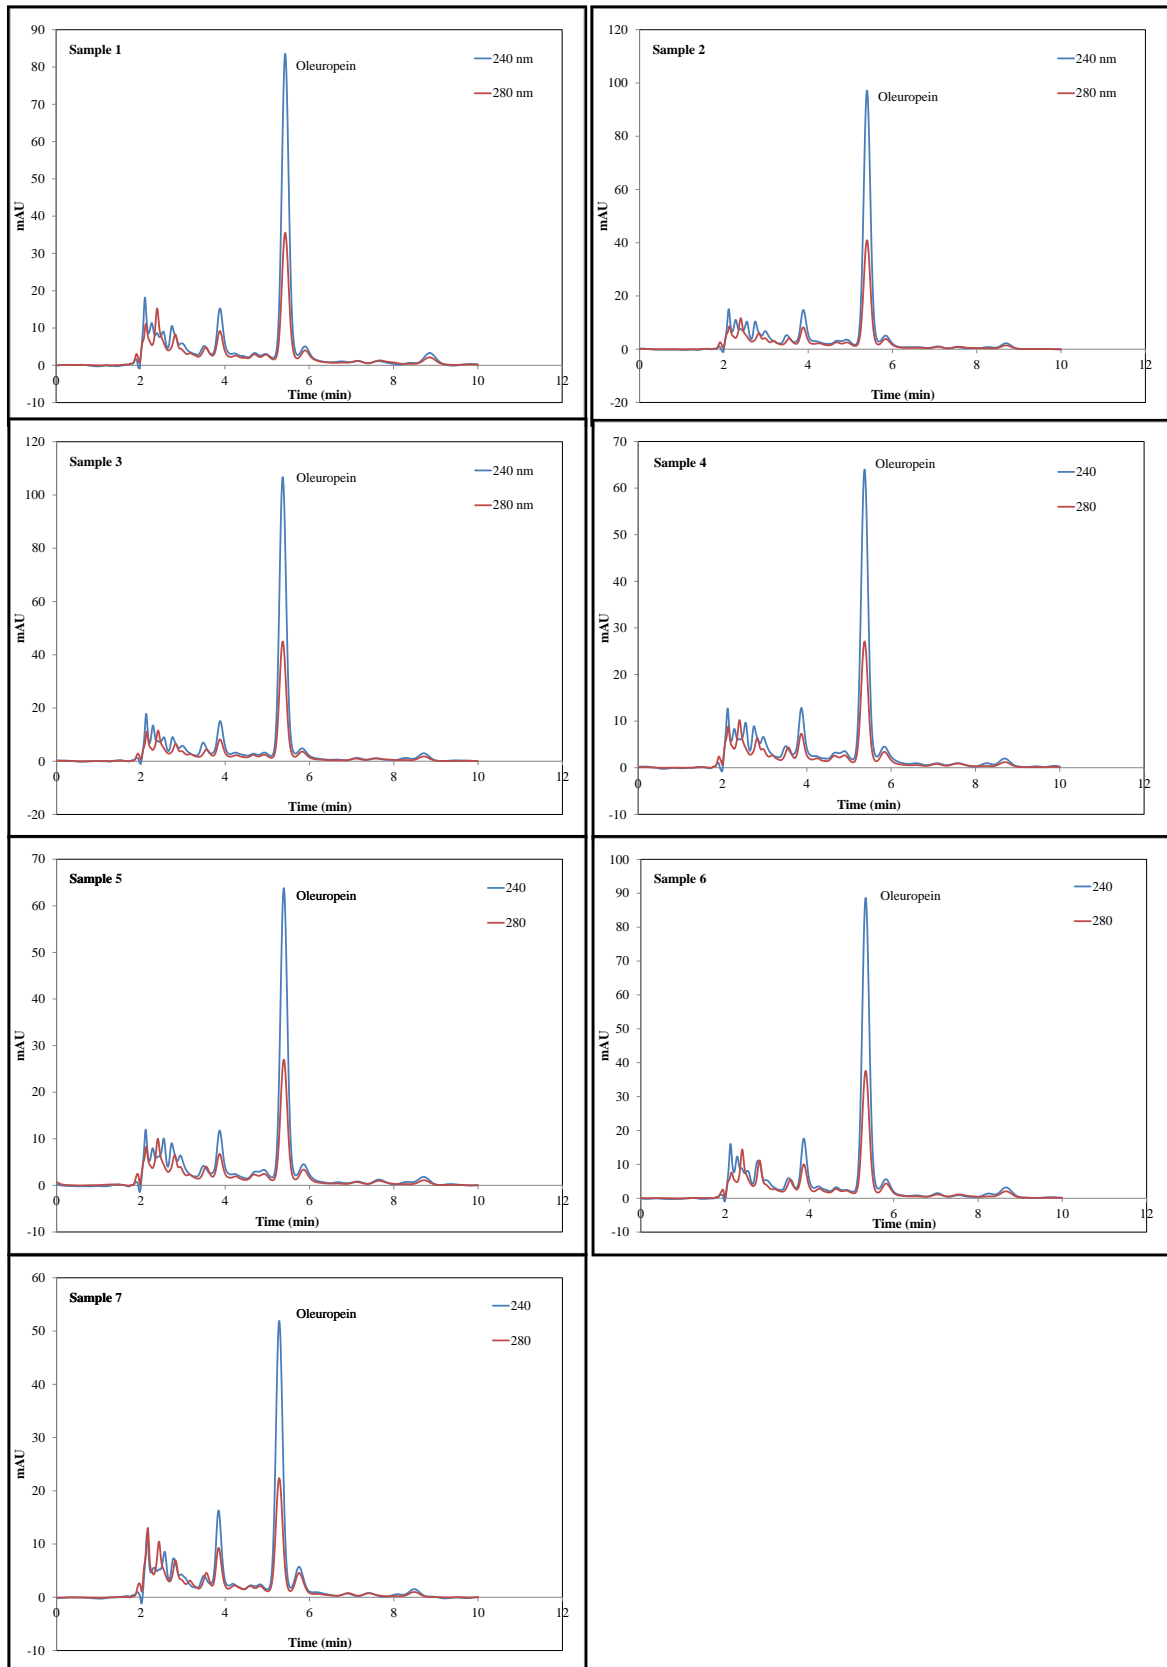 Sample 1
Oleuropein
240 nm
280 nm
90
80
70
60
50
40
30
20
10
0
-10
mAU
0 2 4 6 8 10 12
Time (min)
Sample 2
Oleuropein
240 nm
280 nm
120
100
80
60
40
20
0
-20
mAU
0 2 4 6 8 10 12
Time (min)
Sample 3
Oleuropein
240 nm
280 nm
120
100
80
60
40
20
0
-20
mAU
0 2 4 6 8 10 12
Time (min)
Sample 4
Oleuropein
240
280
70
60
50
40
30
20
10
0
-10
mAU
0 2 4 6 8 10 12
Time (min)
Sample 5
Oleuropein
240
280
70
60
50
40
30
20
10
0
-10
mAU
0 2 4 6 8 10 12
Time (min)
Sample 6
Oleuropein
240
280
100
90
80
70
60
50
40
30
20
10
0
-10
mAU
0 2 4 6 8 10 12
Time (min)
Sample 7
Oleuropein
240
280
60
50
40
30
20
10
0
-10
mAU
0 2 4 6 8 10 12
Time (min)